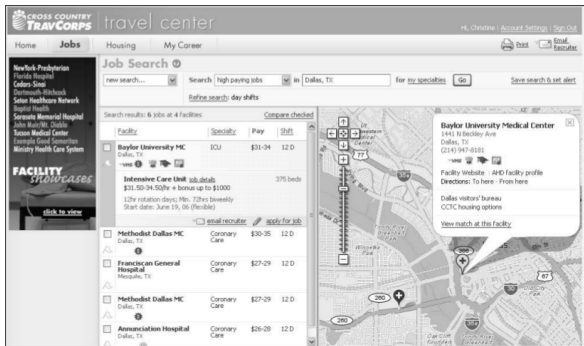 CROSS COUNTRY
TRAVCORPS
travel center
Hi, Christine | Account Settings | Sign Out
Home Jobs Housing My Career
Print Email Recruiter
NewYork-Presbyterian
Florida Hospital
Cedars-Sinai
Dartmouth-Hitchcock
Seton Healthcare Network
Baptist Health
Sarasota Memorial Hospital
John Muir/Mt. Diablo
Tucson Medical Center
Exempla Good Samaritan
Ministry Health Care System
FACILITY
showcases
click to view
Job Search
new search... Search high paying jobs in Dallas, TX for my specialties Go Save search & set alert
Refine search: day shifts
Search results: 6 jobs at 4 facilities Compare checked
Facility Specialty Pay Shift
Baylor University MC ICU $31-34 12 D
Dallas, TX
Intensive Care Unit job details 375 beds
$31.50-34.50/hr + bonus up to $1000
12hr rotation days; Min. 72hrs biweekly
Start date: June 19, 06 (flexible)
email recruiter apply for job
Methodist Dallas MC Coronary Care $30-35 12 D
Dallas, TX
Franciscan General Hospital Coronary Care $27-29 12 D
Mesquite, TX
Methodist Dallas MC Coronary Care $27-29 12 D
Dallas, TX
Annunciation Hospital Coronary Care $26-28 12 D
Dallas, TX
Baylor University Medical Center
1441 N Beckley Ave
Dallas, TX
(214) 947-8181
Facility Website AHD facility profile
Directions: To here - From here
Dallas visitors' bureau
CCTC housing options
View match at this Facility
77
366
67
260
260